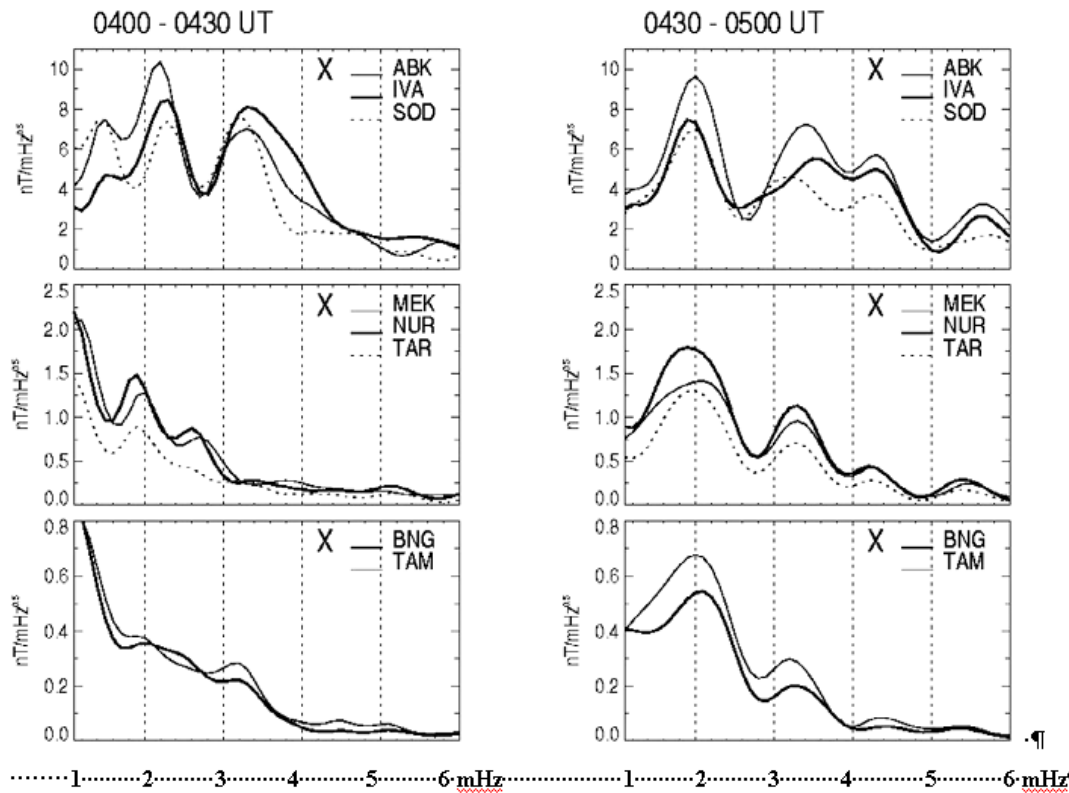 0400 - 0430 UT
10
8
6
4
2
0
nT/mHz^0.5
X
ABK
IVA
SOD
2.5
2.0
1.5
1.0
0.5
0.0
nT/mHz^0.5
X
MEK
NUR
TAR
0.8
0.6
0.4
0.2
0.0
nT/mHz^0.5
X
BNG
TAM
0430 - 0500 UT
10
8
6
4
2
0
nT/mHz^0.5
X
ABK
IVA
SOD
2.5
2.0
1.5
1.0
0.5
0.0
nT/mHz^0.5
X
MEK
NUR
TAR
0.8
0.6
0.4
0.2
0.0
nT/mHz^0.5
X
BNG
TAM
·¶
·······1·········2·········3·········4·········5·······6·mHz···············1·········2·········3·········4·········5·········6·mHz